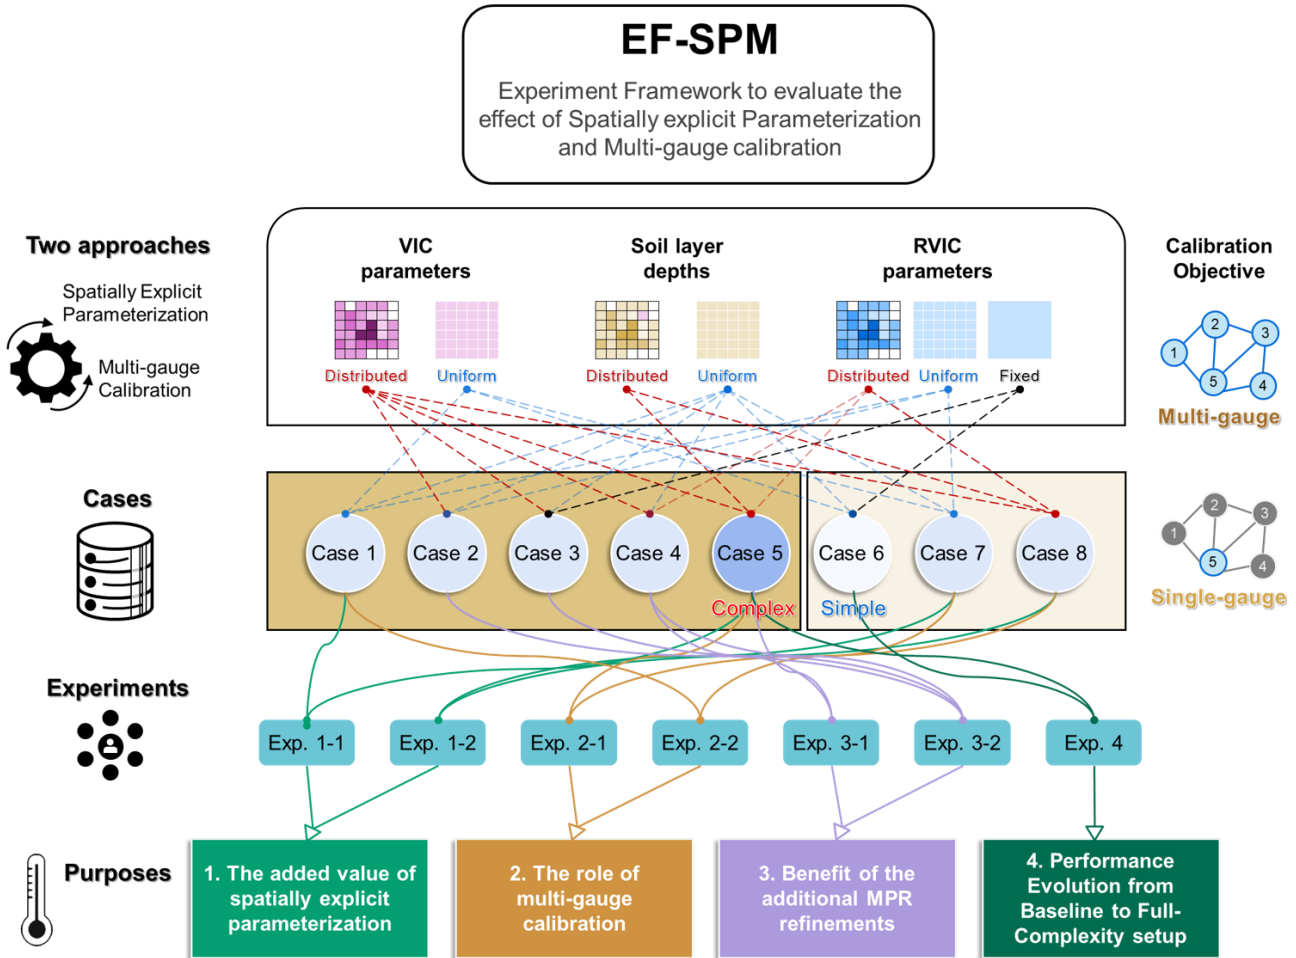 EF-SPM
Experiment Framework to evaluate the
effect of Spatially explicit Parameterization
and Multi-gauge calibration
Two approaches
Spatially Explicit
Parameterization
Multi-gauge
Calibration
VIC
parameters
Soil layer
depths
RVIC
parameters
Distributed
Uniform
Distributed
Uniform
Distributed
Uniform
Fixed
Calibration
Objective
1
2
3
4
5
Multi-gauge
Cases
Case 1
Case 2
Case 3
Case 4
Case 5
Case 6
Case 7
Case 8
Complex
Simple
1
2
3
4
5
Single-gauge
Experiments
Exp. 1-1
Exp. 1-2
Exp. 2-1
Exp. 2-2
Exp. 3-1
Exp. 3-2
Exp. 4
Purposes
1. The added value of
spatially explicit
parameterization
2. The role of
multi-gauge
calibration
3. Benefit of the
additional MPR
refinements
4. Performance
Evolution from
Baseline to Full-
Complexity setup